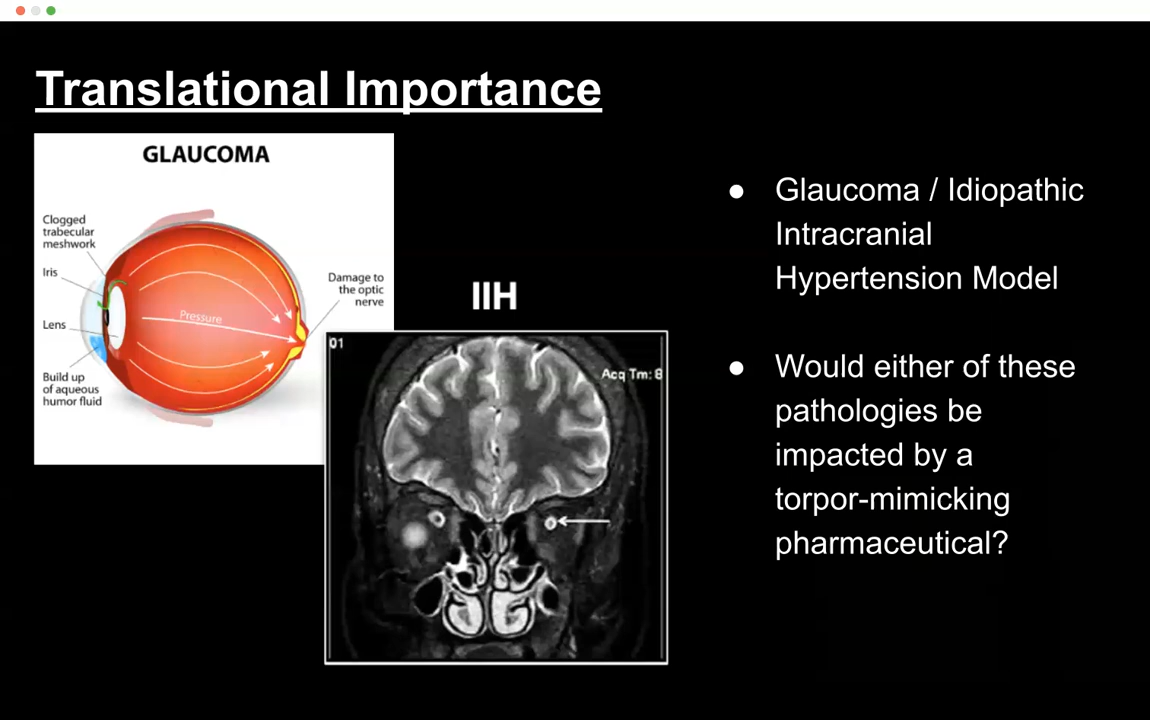 Translational Importance
GLAUCOMA
Clogged
trabecular
meshwork
Iris
Lens
Build up
of aqueous
humor fluid
Pressure
Damage to
the optic
nerve
IIH
01
Acq Tm: 8
● Glaucoma / Idiopathic
Intracranial
Hypertension Model
● Would either of these
pathologies be
impacted by a
torpor-mimicking
pharmaceutical?